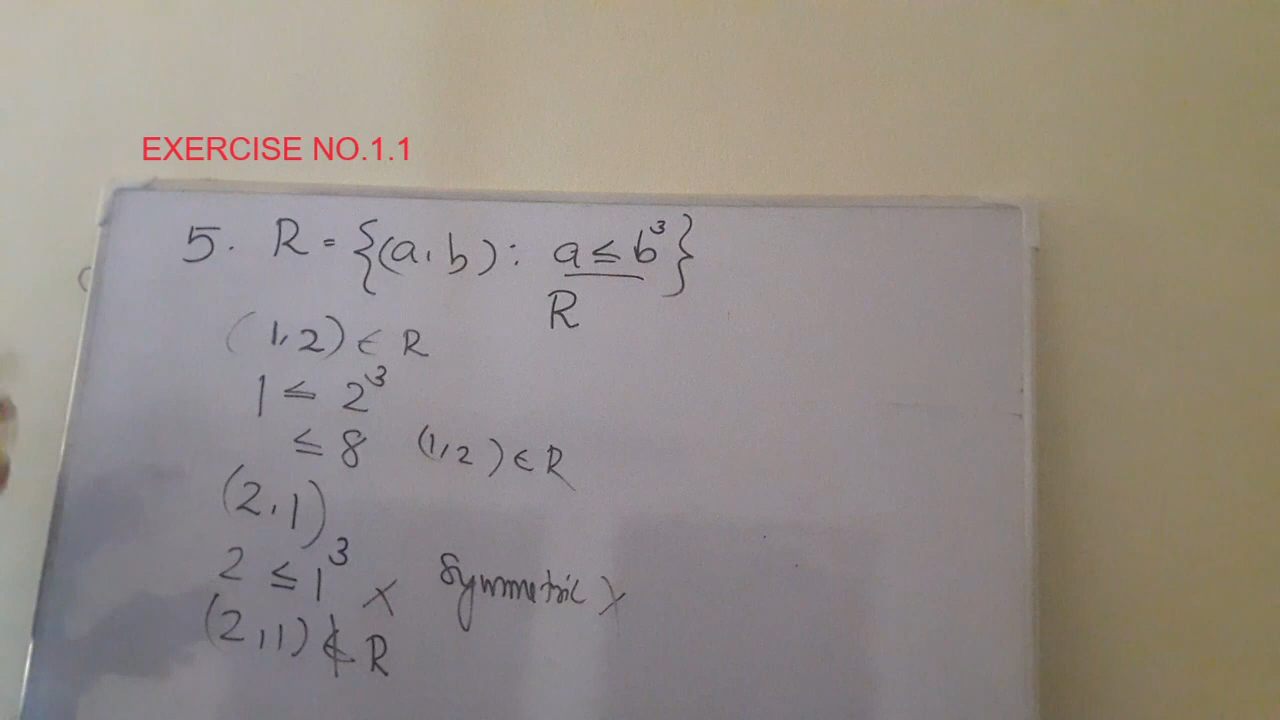 EXERCISE NO.1.1
5. R = {(a, b) : a ≤ b³}
R
(1, 2) ∈ R
1 ≤ 2³
≤ 8 (1, 2) ∈ R
(2, 1)
2 ≤ 1³ × Symmetric ×
(2, 1) ∉ R